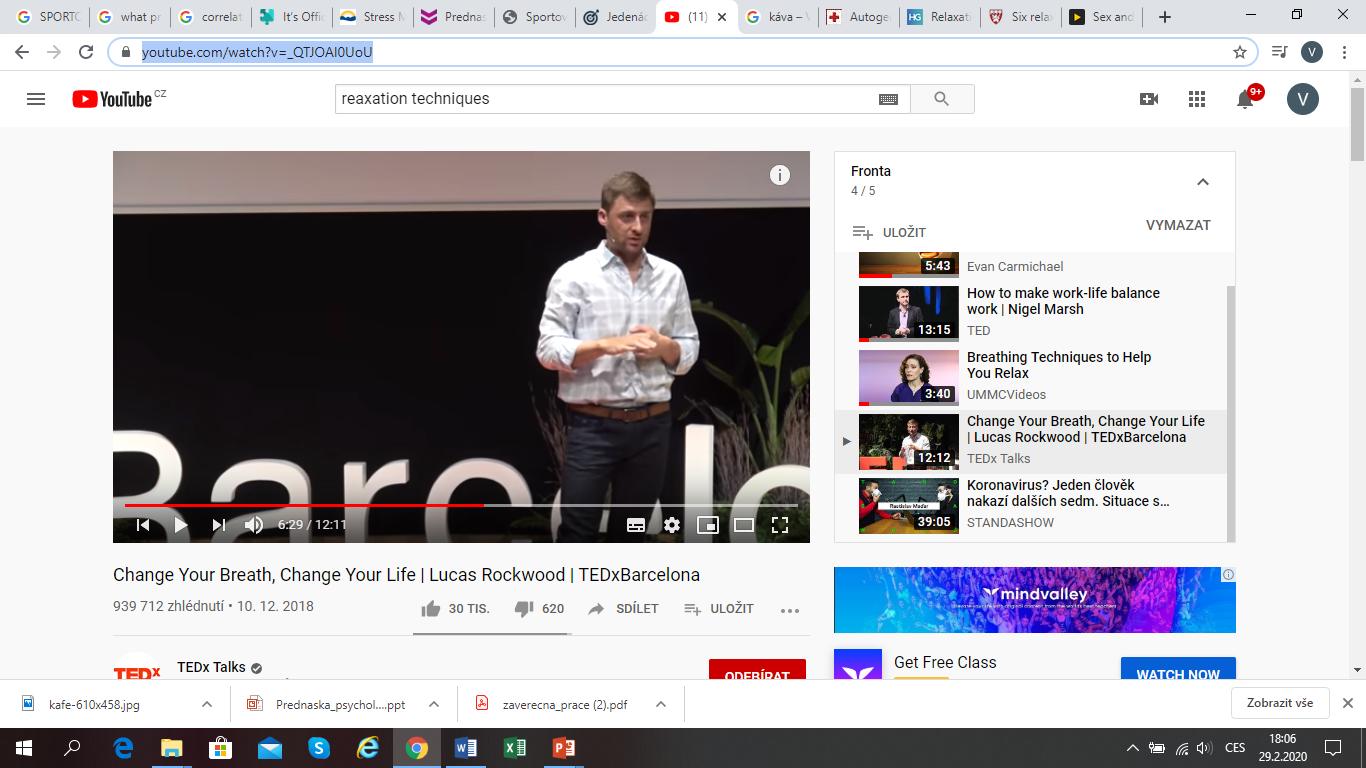 SPORTO
what pr
correlat
It's Offic
Stress M
Prednas
Sportov
Jedenác
(11)
káva – V
Autoge
HG Relaxati
Six relax
Sex and
youtube.com/watch?v=_QTJOAI0UoU
V
YouTube CZ
reaxation techniques
9+
V
Fronta
4 / 5
VYMAZAT
ULOŽIT
5:43
Evan Carmichael
How to make work-life balance
work | Nigel Marsh
13:15
TED
Breathing Techniques to Help
You Relax
3:40
UMMCVideos
Change Your Breath, Change Your Life
| Lucas Rockwood | TEDxBarcelona
12:12
TEDx Talks
Koronavirus? Jeden člověk
nakazí dalších sedm. Situace s...
Rastislav Maďar
39:05
STANDASHOW
Barcelo
6:29 / 12:11
Change Your Breath, Change Your Life | Lucas Rockwood | TEDxBarcelona
939 712 zhlédnutí • 10. 12. 2018
30 TIS.
620
SDÍLET
ULOŽIT
mindvalley
TEDx
TEDx Talks
ODEBÍRAT
Get Free Class
WATCH NOW
kafe-610x458.jpg
Prednaska_psychol....ppt
zaverecna_prace (2).pdf
Zobrazit vše
CES
18:06
29.2.2020